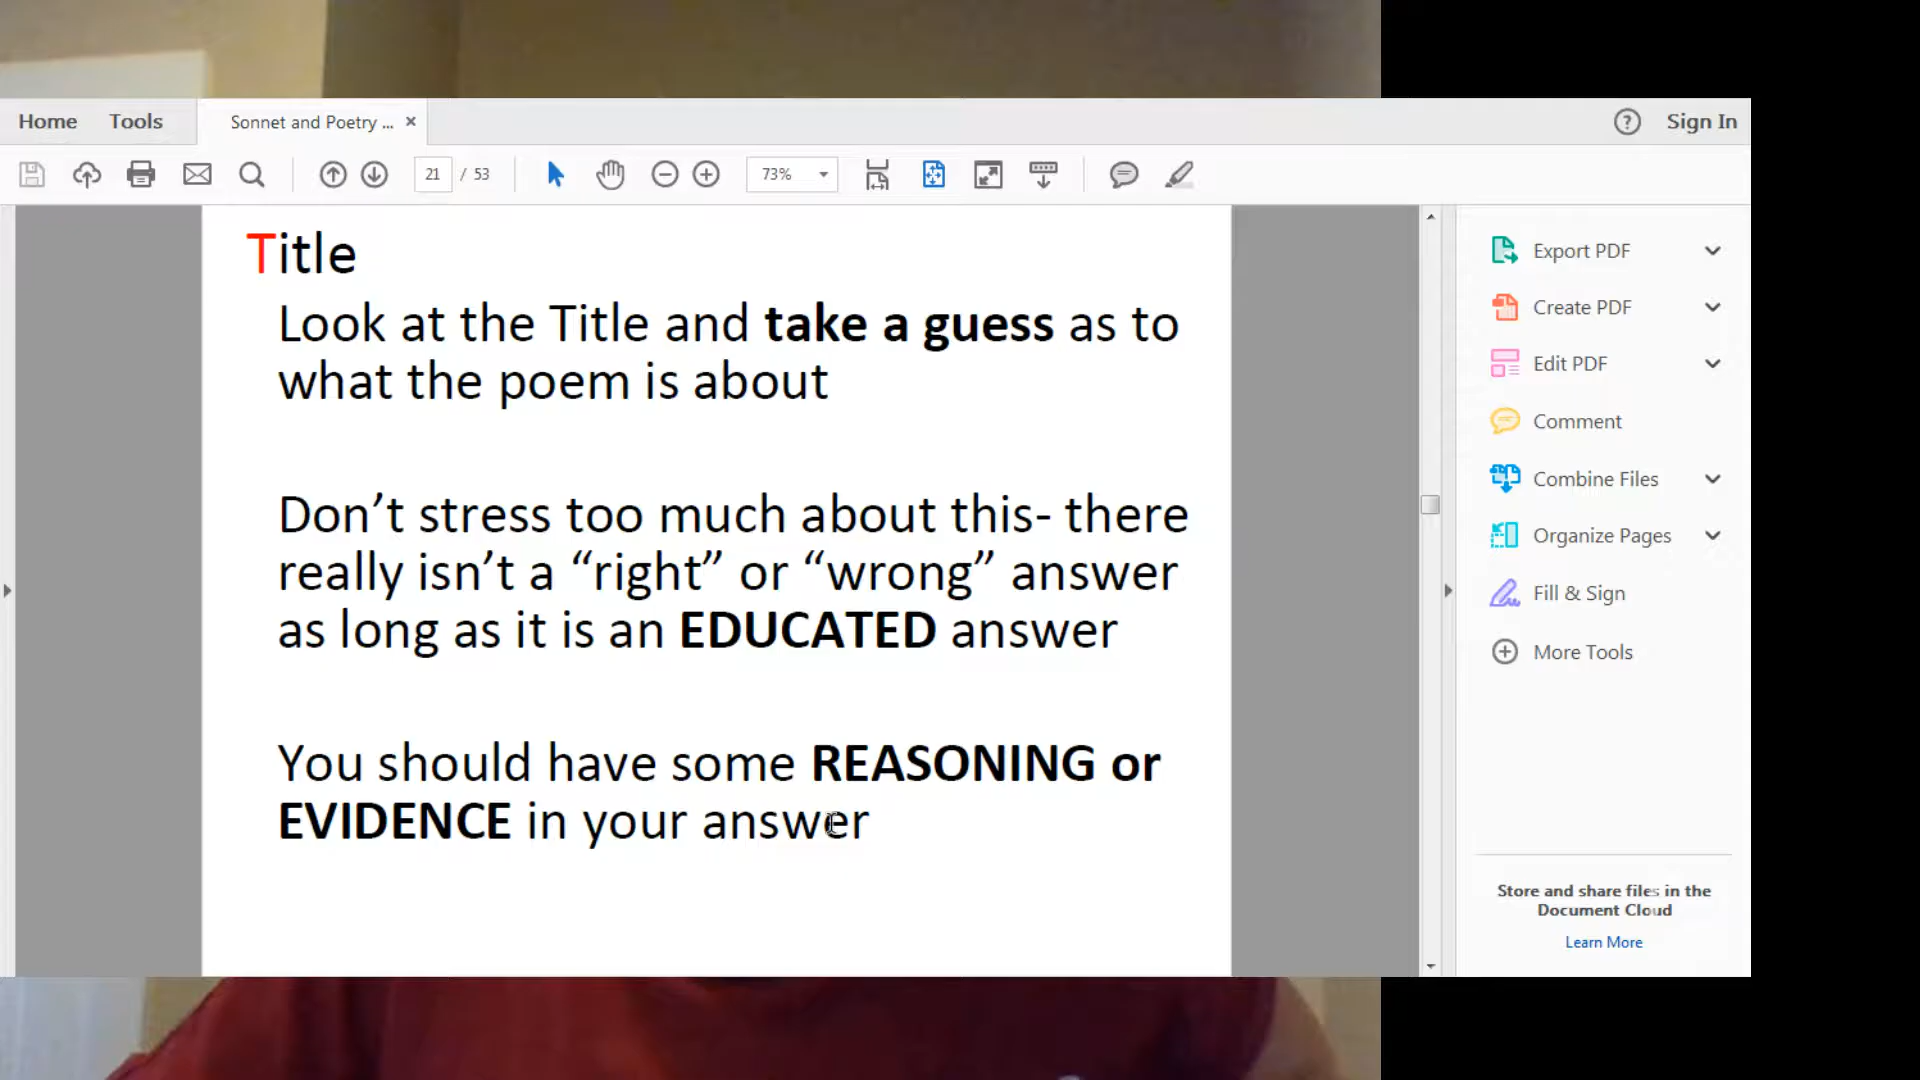 Home Tools Sonnet and Poetry ... × ? Sign In
21 / 53 73%
Title
Look at the Title and take a guess as to
what the poem is about
Don’t stress too much about this- there
really isn’t a “right” or “wrong” answer
as long as it is an EDUCATED answer
You should have some REASONING or
EVIDENCE in your answer
Export PDF
Create PDF
Edit PDF
Comment
Combine Files
Organize Pages
Fill & Sign
More Tools
Store and share files in the
Document Cloud
Learn More